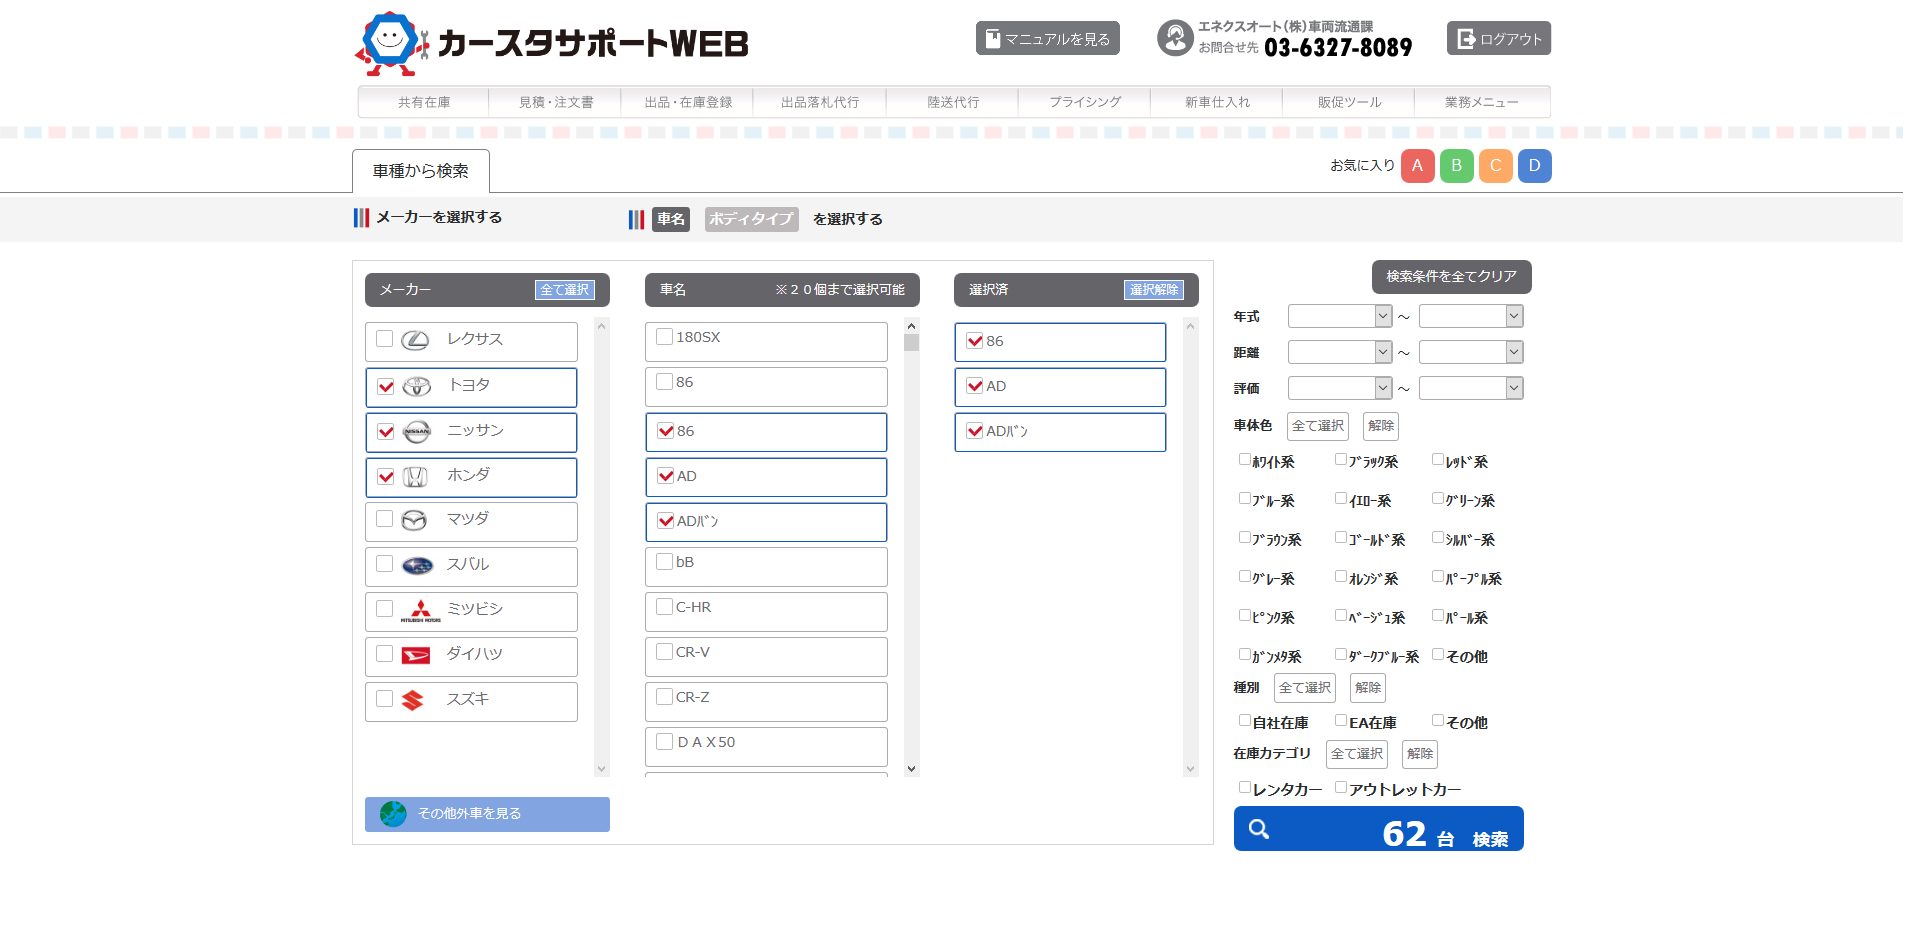 カースタサポートWEB
マニュアルを見る
エネクスオート(株)車両流通課
お問合せ先 03-6327-8089
ログアウト
共有在庫 見積・注文書 出品・在庫登録 出品落札代行 陸送代行 プライシング 新車仕入れ 販促ツール 業務メニュー
車種から検索
お気に入り A B C D
メーカーを選択する
車名 ボディタイプ を選択する
メーカー 全て選択
レクサス
トヨタ
ニッサン
ホンダ
マツダ
スバル
ミツビシ
ダイハツ
スズキ
その他外車を見る
車名 ※２０個まで選択可能
180SX
86
86
AD
ADﾊﾞﾝ
bB
C-HR
CR-V
CR-Z
ＤＡＸ50
選択済 選択解除
86
AD
ADﾊﾞﾝ
検索条件を全てクリア
年式 ～
距離 ～
評価 ～
車体色 全て選択 解除
ﾎﾜｲﾄ系 ﾌﾞﾗｯｸ系 ﾚｯﾄﾞ系
ﾌﾞﾙｰ系 ｲｴﾛｰ系 ｸﾞﾘｰﾝ系
ﾌﾞﾗｳﾝ系 ｺﾞｰﾙﾄﾞ系 ｼﾙﾊﾞｰ系
ｸﾞﾚｰ系 ｵﾚﾝｼﾞ系 ﾊﾟｰﾌﾟﾙ系
ﾋﾟﾝｸ系 ﾍﾞｰｼﾞｭ系 ﾊﾟｰﾙ系
ｶﾞﾝﾒﾀ系 ﾀﾞｰｸﾌﾞﾙｰ系 その他
種別 全て選択 解除
自社在庫 EA在庫 その他
在庫カテゴリ 全て選択 解除
レンタカー アウトレットカー
62 台 検索